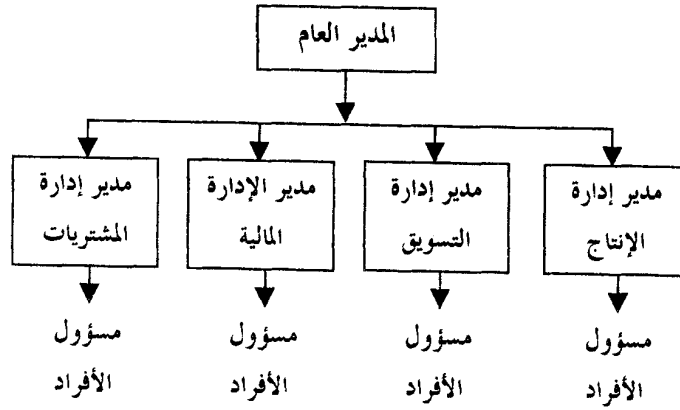 المدير العام
مدير إدارة
الإنتاج
مدير إدارة
التسويق
مدير الإدارة
المالية
مدير إدارة
المشتريات
مسؤول
الأفراد
مسؤول
الأفراد
مسؤول
الأفراد
مسؤول
الأفراد